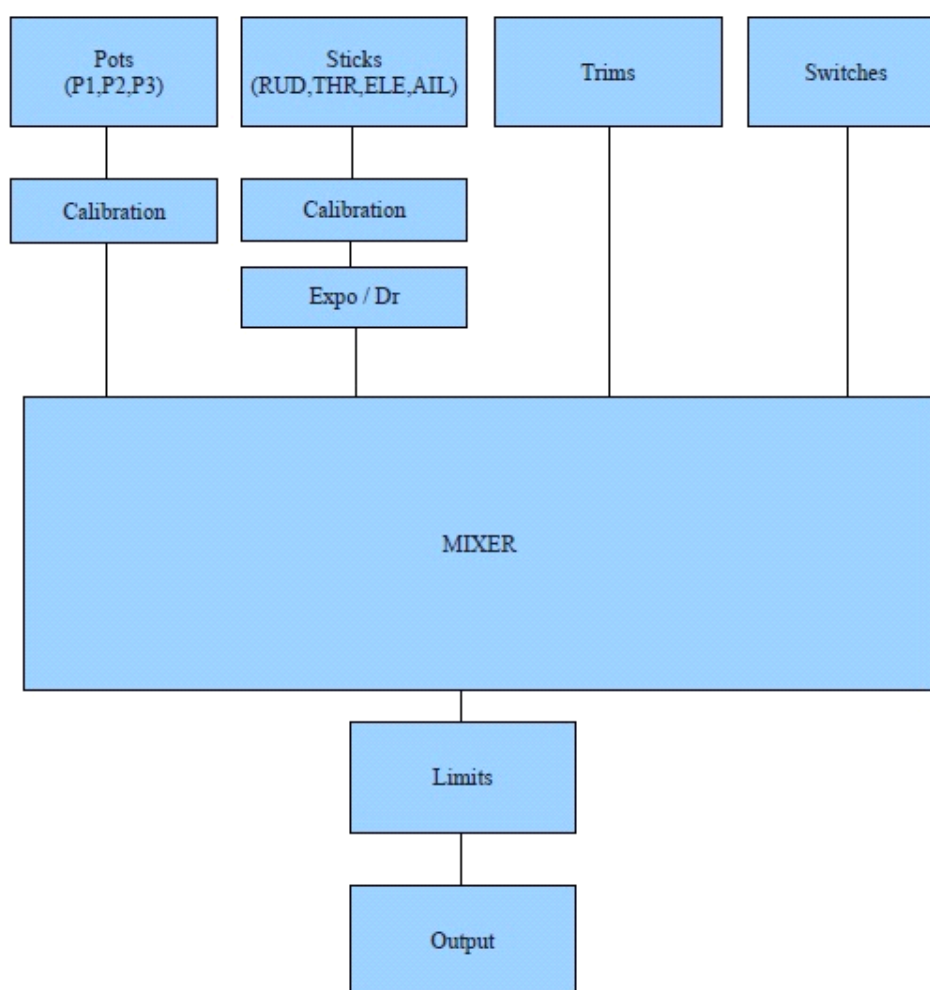 Pots
(P1,P2,P3)
Sticks
(RUD,THR,ELE,AIL)
Trims
Switches
Calibration
Calibration
Expo / Dr
MIXER
Limits
Output